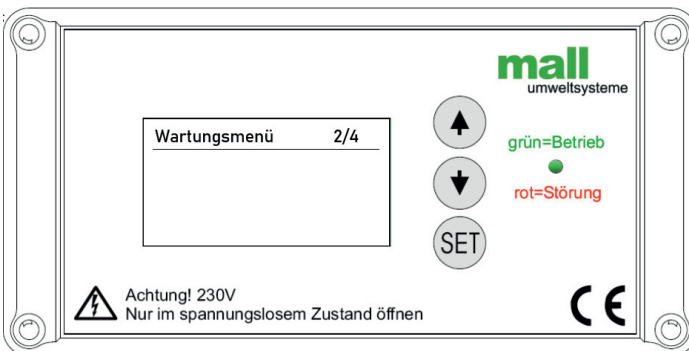 mall
umweltsysteme
Wartungsmenü 2/4
grün=Betrieb
rot=Störung
SET
Achtung! 230V
Nur im spannungslosem Zustand öffnen
CE